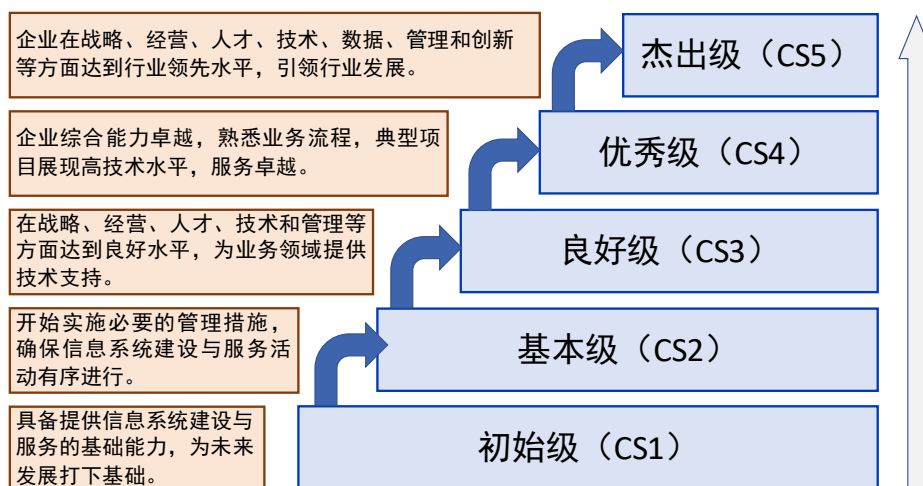 企业在战略、经营、人才、技术、数据、管理和创新
等方面达到行业领先水平，引领行业发展。
杰出级（CS5）
企业综合能力卓越，熟悉业务流程，典型项
目展现高技术水平，服务卓越。
优秀级（CS4）
在战略、经营、人才、技术和管理等
方面达到良好水平，为业务领域提供
技术支持。
良好级（CS3）
开始实施必要的管理措施，
确保信息系统建设与服务活
动有序进行。
基本级（CS2）
具备提供信息系统建设与
服务的基础能力，为未来
发展打下基础。
初始级（CS1）